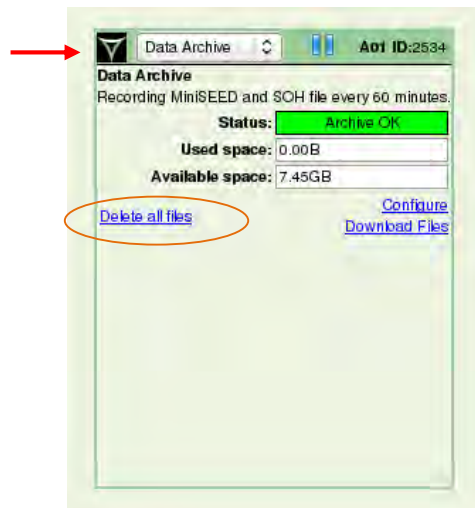 Data Archive A01 ID:2534
Data Archive
Recording MiniSEED and SOH file every 60 minutes.
Status: Archive OK
Used space: 0.00B
Available space: 7.45GB
Delete all files Configure
Download Files